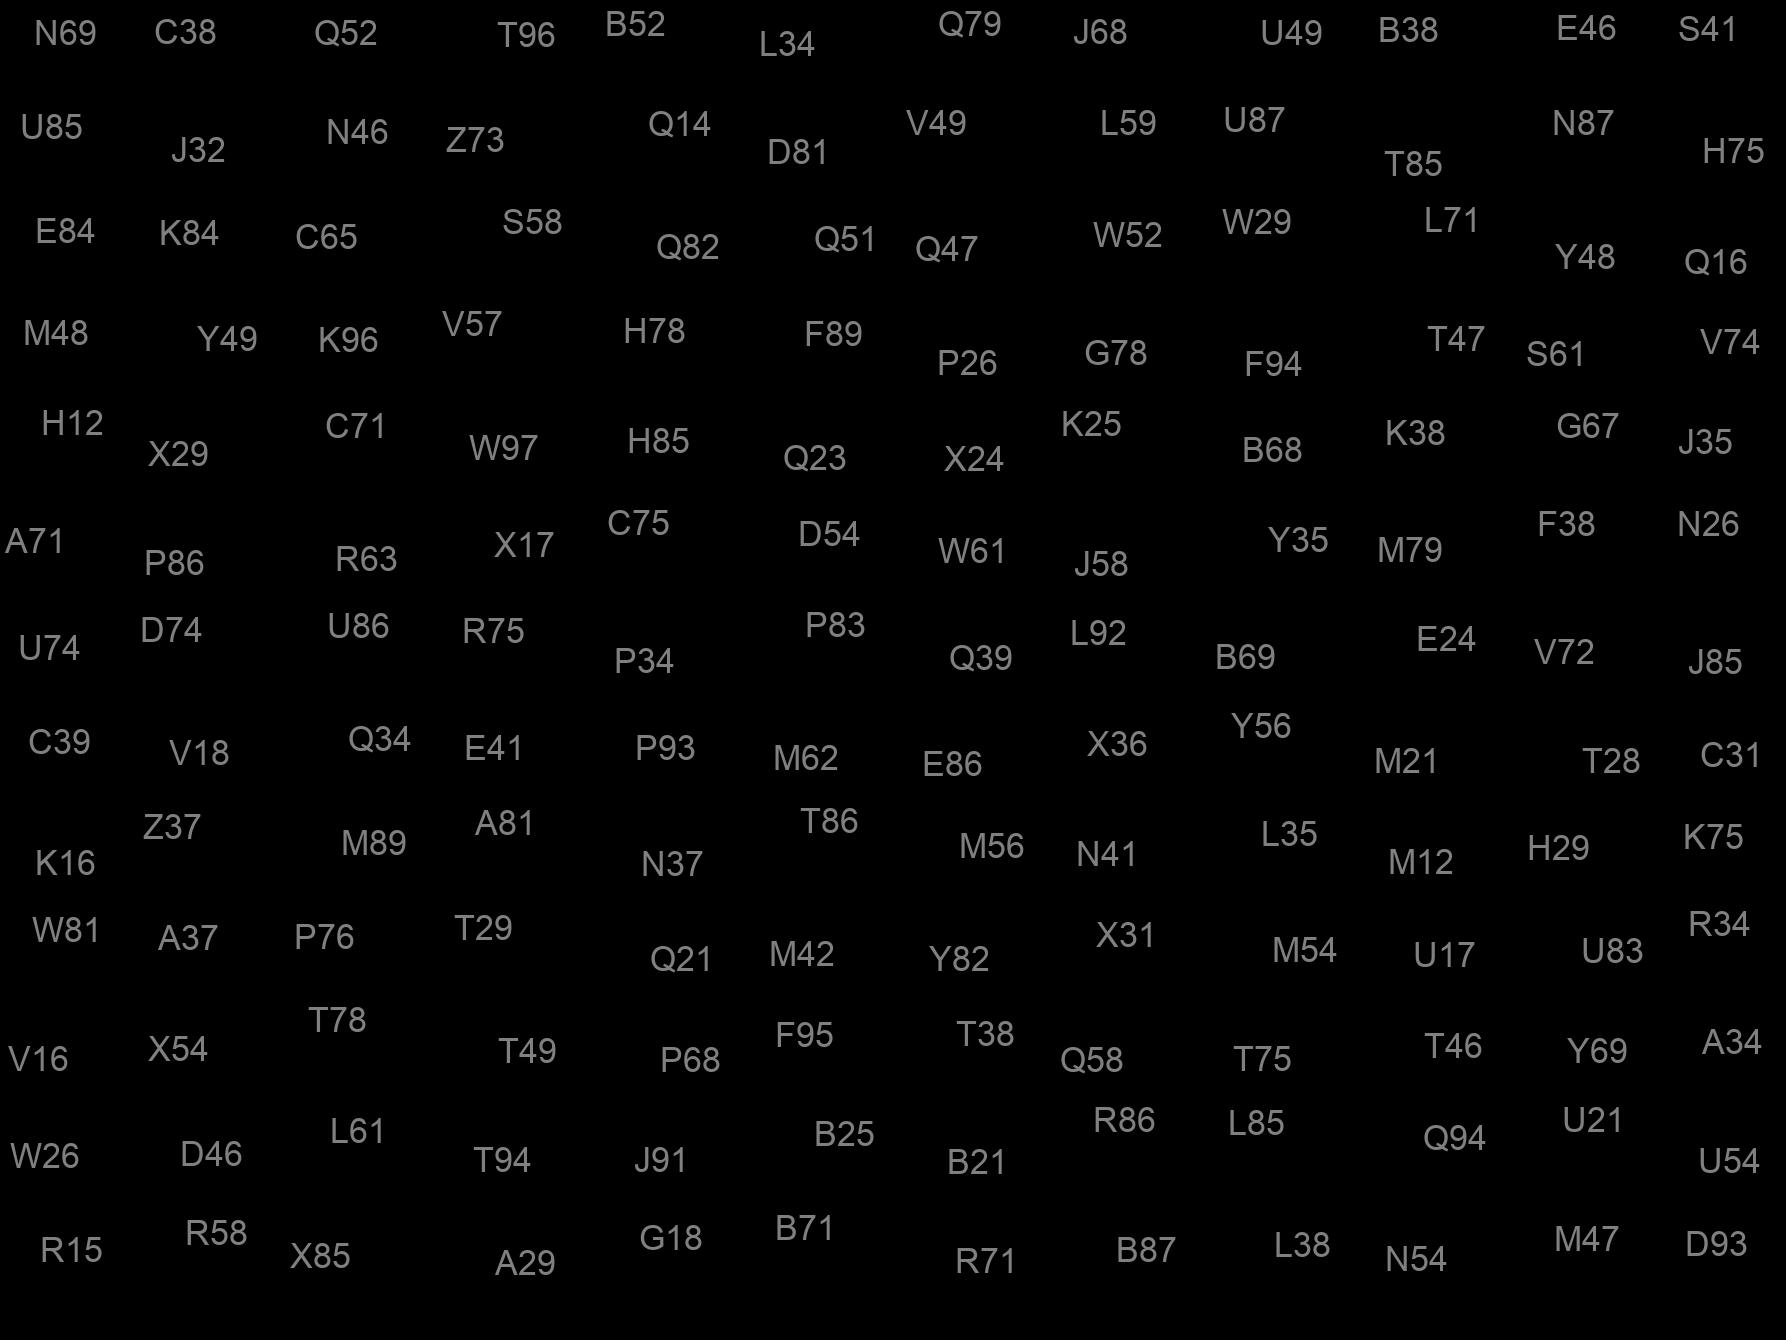 N69 C38 Q52 T96 B52 L34 Q79 J68 U49 B38 E46 S41
U85 J32 N46 Z73 Q14 D81 V49 L59 U87 T85 N87 H75
E84 K84 C65 S58 Q82 Q51 Q47 W52 W29 L71 Y48 Q16
M48 Y49 K96 V57 H78 F89 P26 G78 F94 T47 S61 V74
H12 X29 C71 W97 H85 Q23 X24 K25 B68 K38 G67 J35
A71 P86 R63 X17 C75 D54 W61 J58 Y35 M79 F38 N26
U74 D74 U86 R75 P34 P83 Q39 L92 B69 E24 V72 J85
C39 V18 Q34 E41 P93 M62 E86 X36 Y56 M21 T28 C31
K16 Z37 M89 A81 N37 T86 M56 N41 L35 M12 H29 K75
W81 A37 P76 T29 Q21 M42 Y82 X31 M54 U17 U83 R34
V16 X54 T78 T49 P68 F95 T38 Q58 T75 T46 Y69 A34
W26 D46 L61 T94 J91 B25 B21 R86 L85 Q94 U21 U54
R15 R58 X85 A29 G18 B71 R71 B87 L38 N54 M47 D93